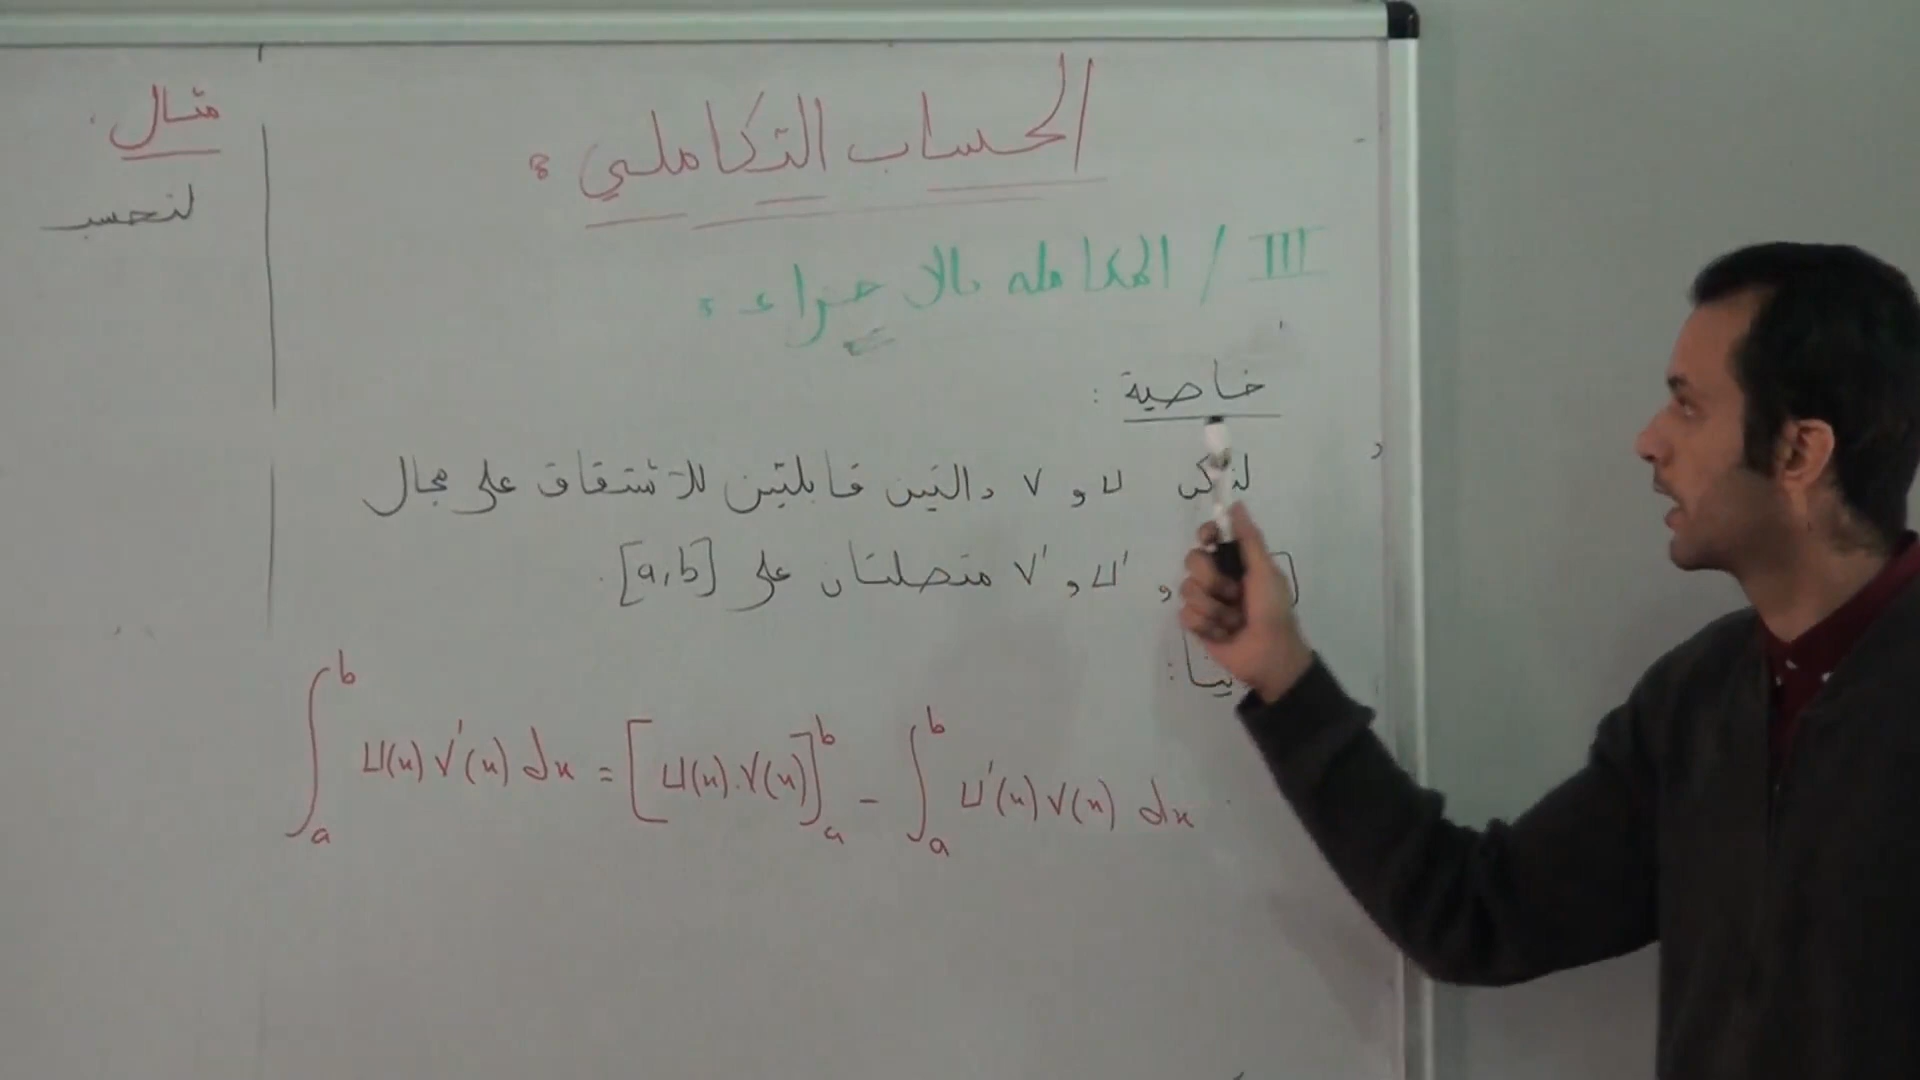 الحساب التكاملي :
III / المكاملة بالاجزاء :
خاصية :
لتكن u و v دالتين قابلتين للاشتقاق على مجال
و u' و v' متصلتان على [a,b].
∫_a^b u(x) v'(x) dx = [u(x).v(x)]_a^b - ∫_a^b u'(x) v(x) dx
مثال .
لنحسب